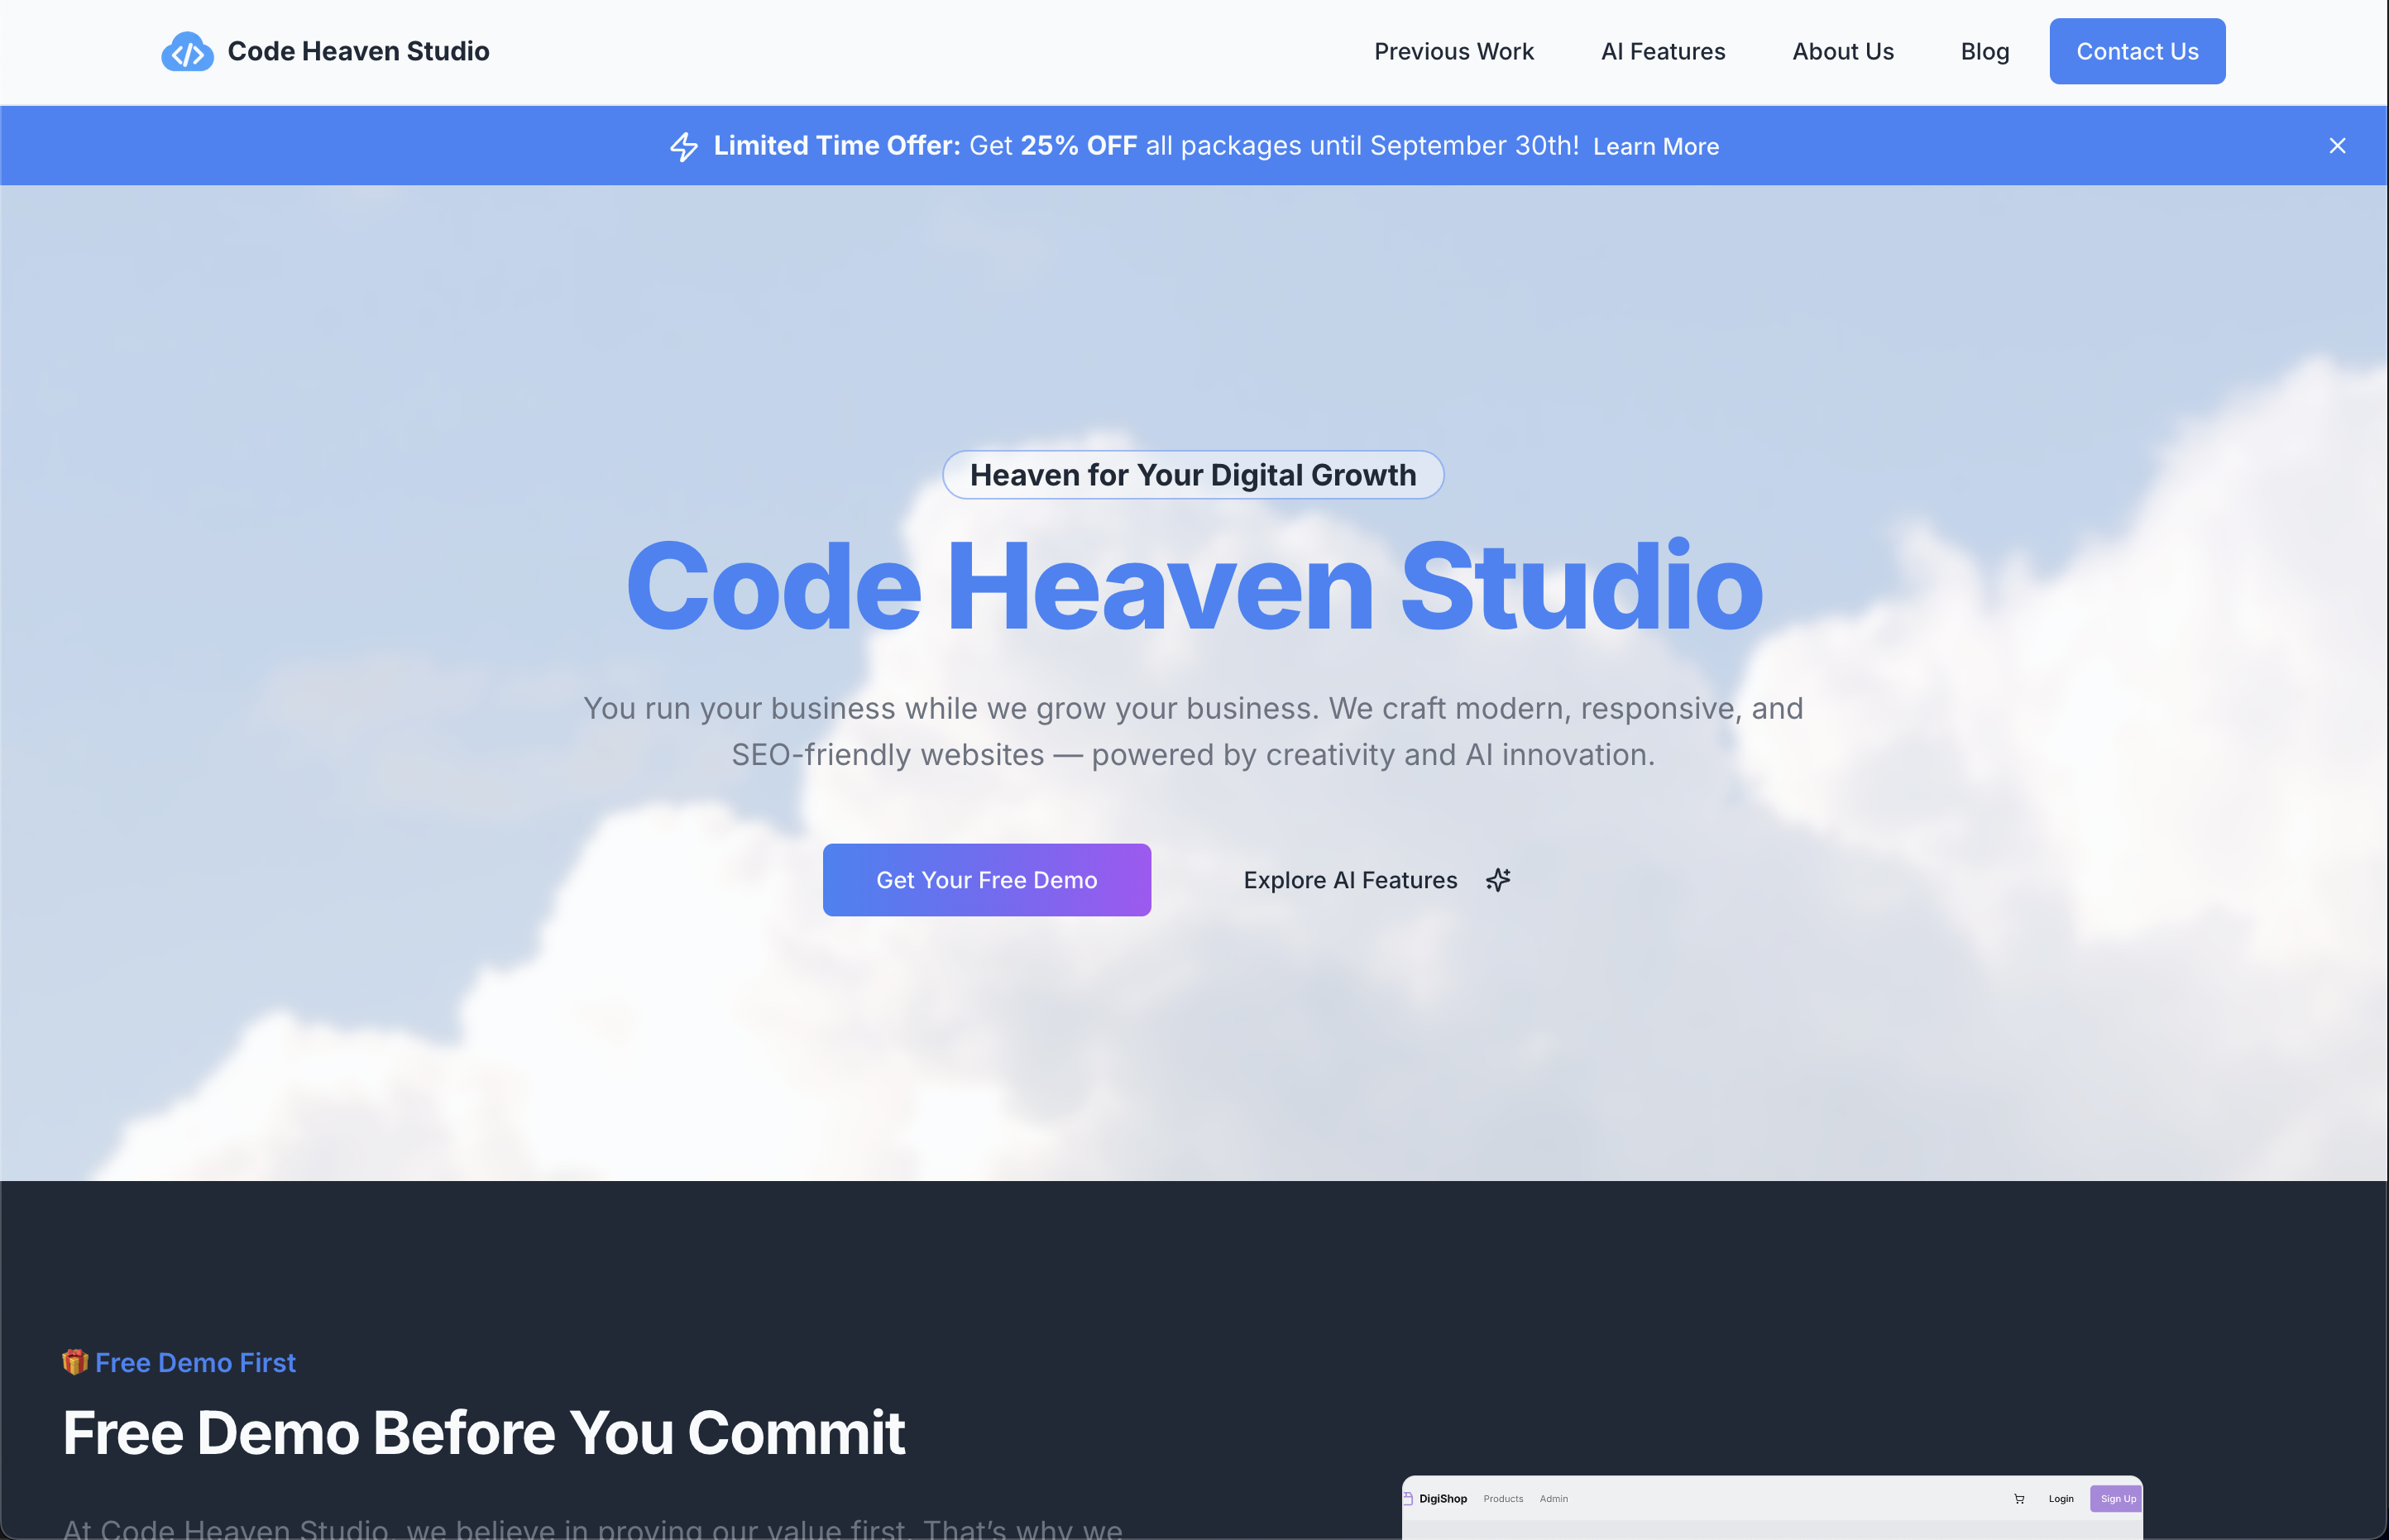 Code Heaven Studio
Previous Work
AI Features
About Us
Blog
Contact Us
Limited Time Offer: Get 25% OFF all packages until September 30th! Learn More
Heaven for Your Digital Growth
Code Heaven Studio
You run your business while we grow your business. We craft modern, responsive, and
SEO-friendly websites — powered by creativity and AI innovation.
Get Your Free Demo
Explore AI Features
Free Demo First
Free Demo Before You Commit
At Code Heaven Studio, we believe in proving our value first. That’s why we
DigiShop
Products
Admin
Login
Sign Up